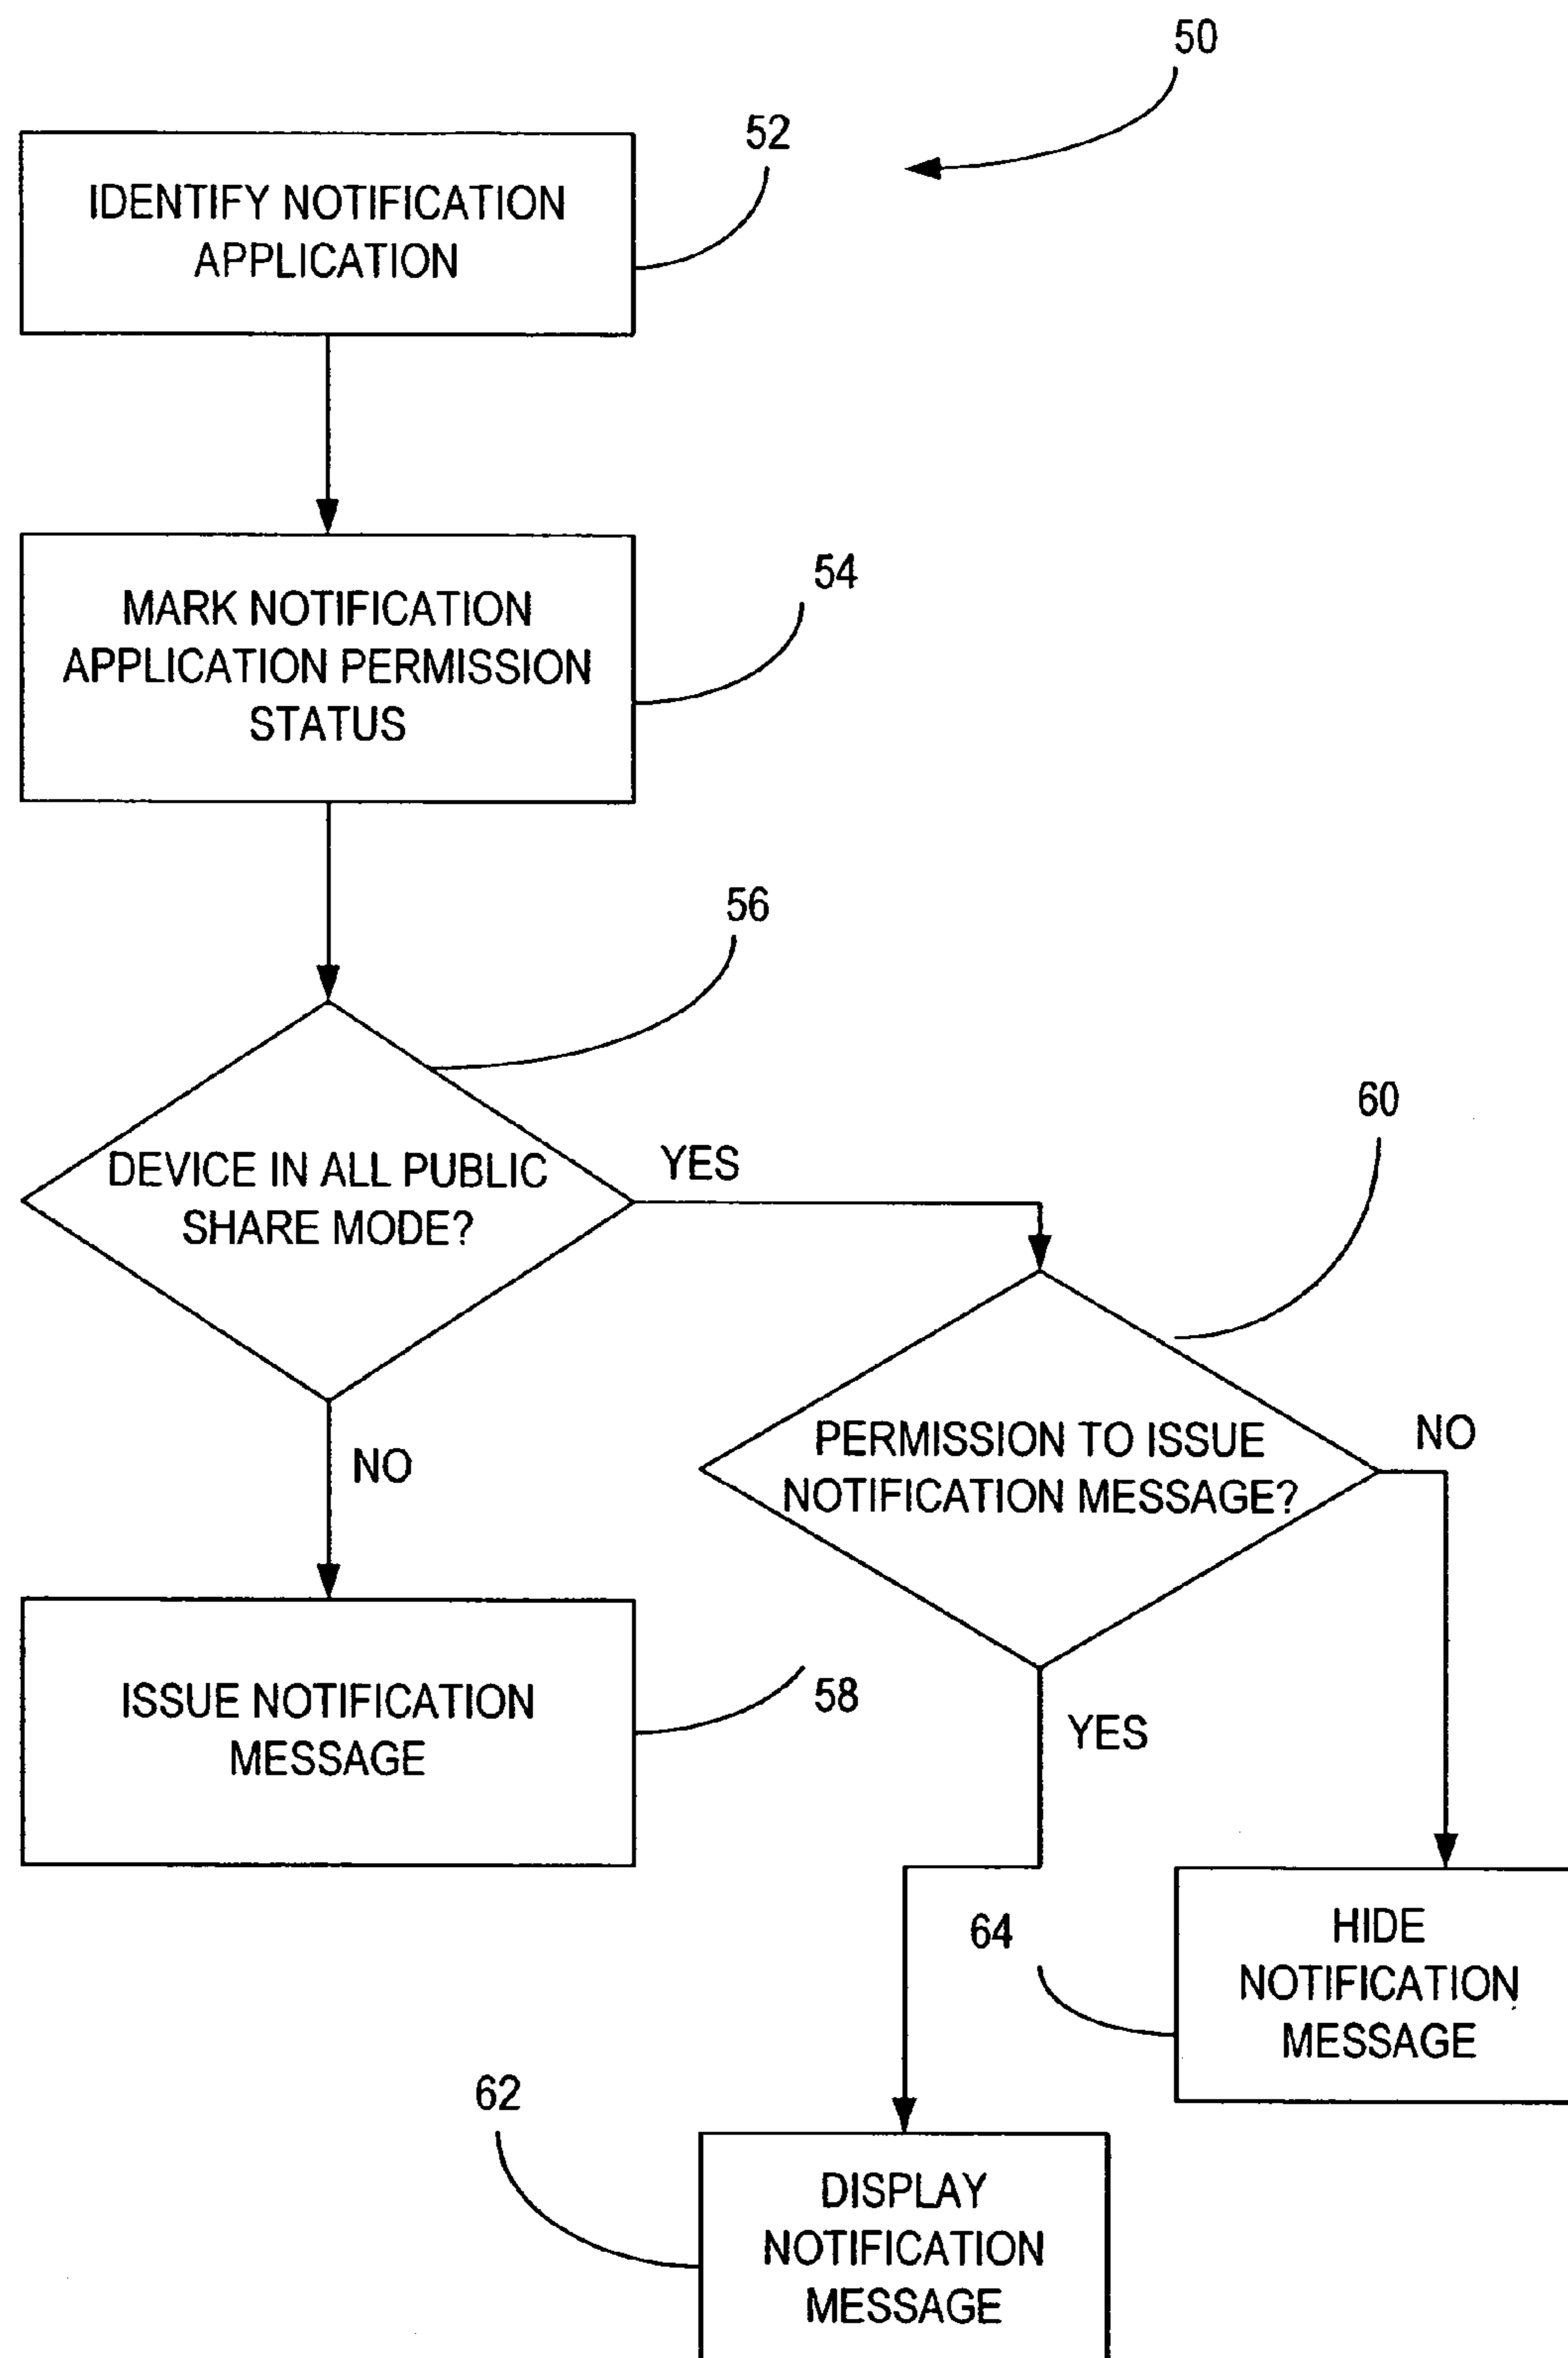 50
52
IDENTIFY NOTIFICATION
APPLICATION
54
MARK NOTIFICATION
APPLICATION PERMISSION
STATUS
56
DEVICE IN ALL PUBLIC
SHARE MODE?
YES
NO
60
PERMISSION TO ISSUE
NOTIFICATION MESSAGE?
NO
YES
ISSUE NOTIFICATION
MESSAGE
58
64
HIDE
NOTIFICATION
MESSAGE
62
DISPLAY
NOTIFICATION
MESSAGE